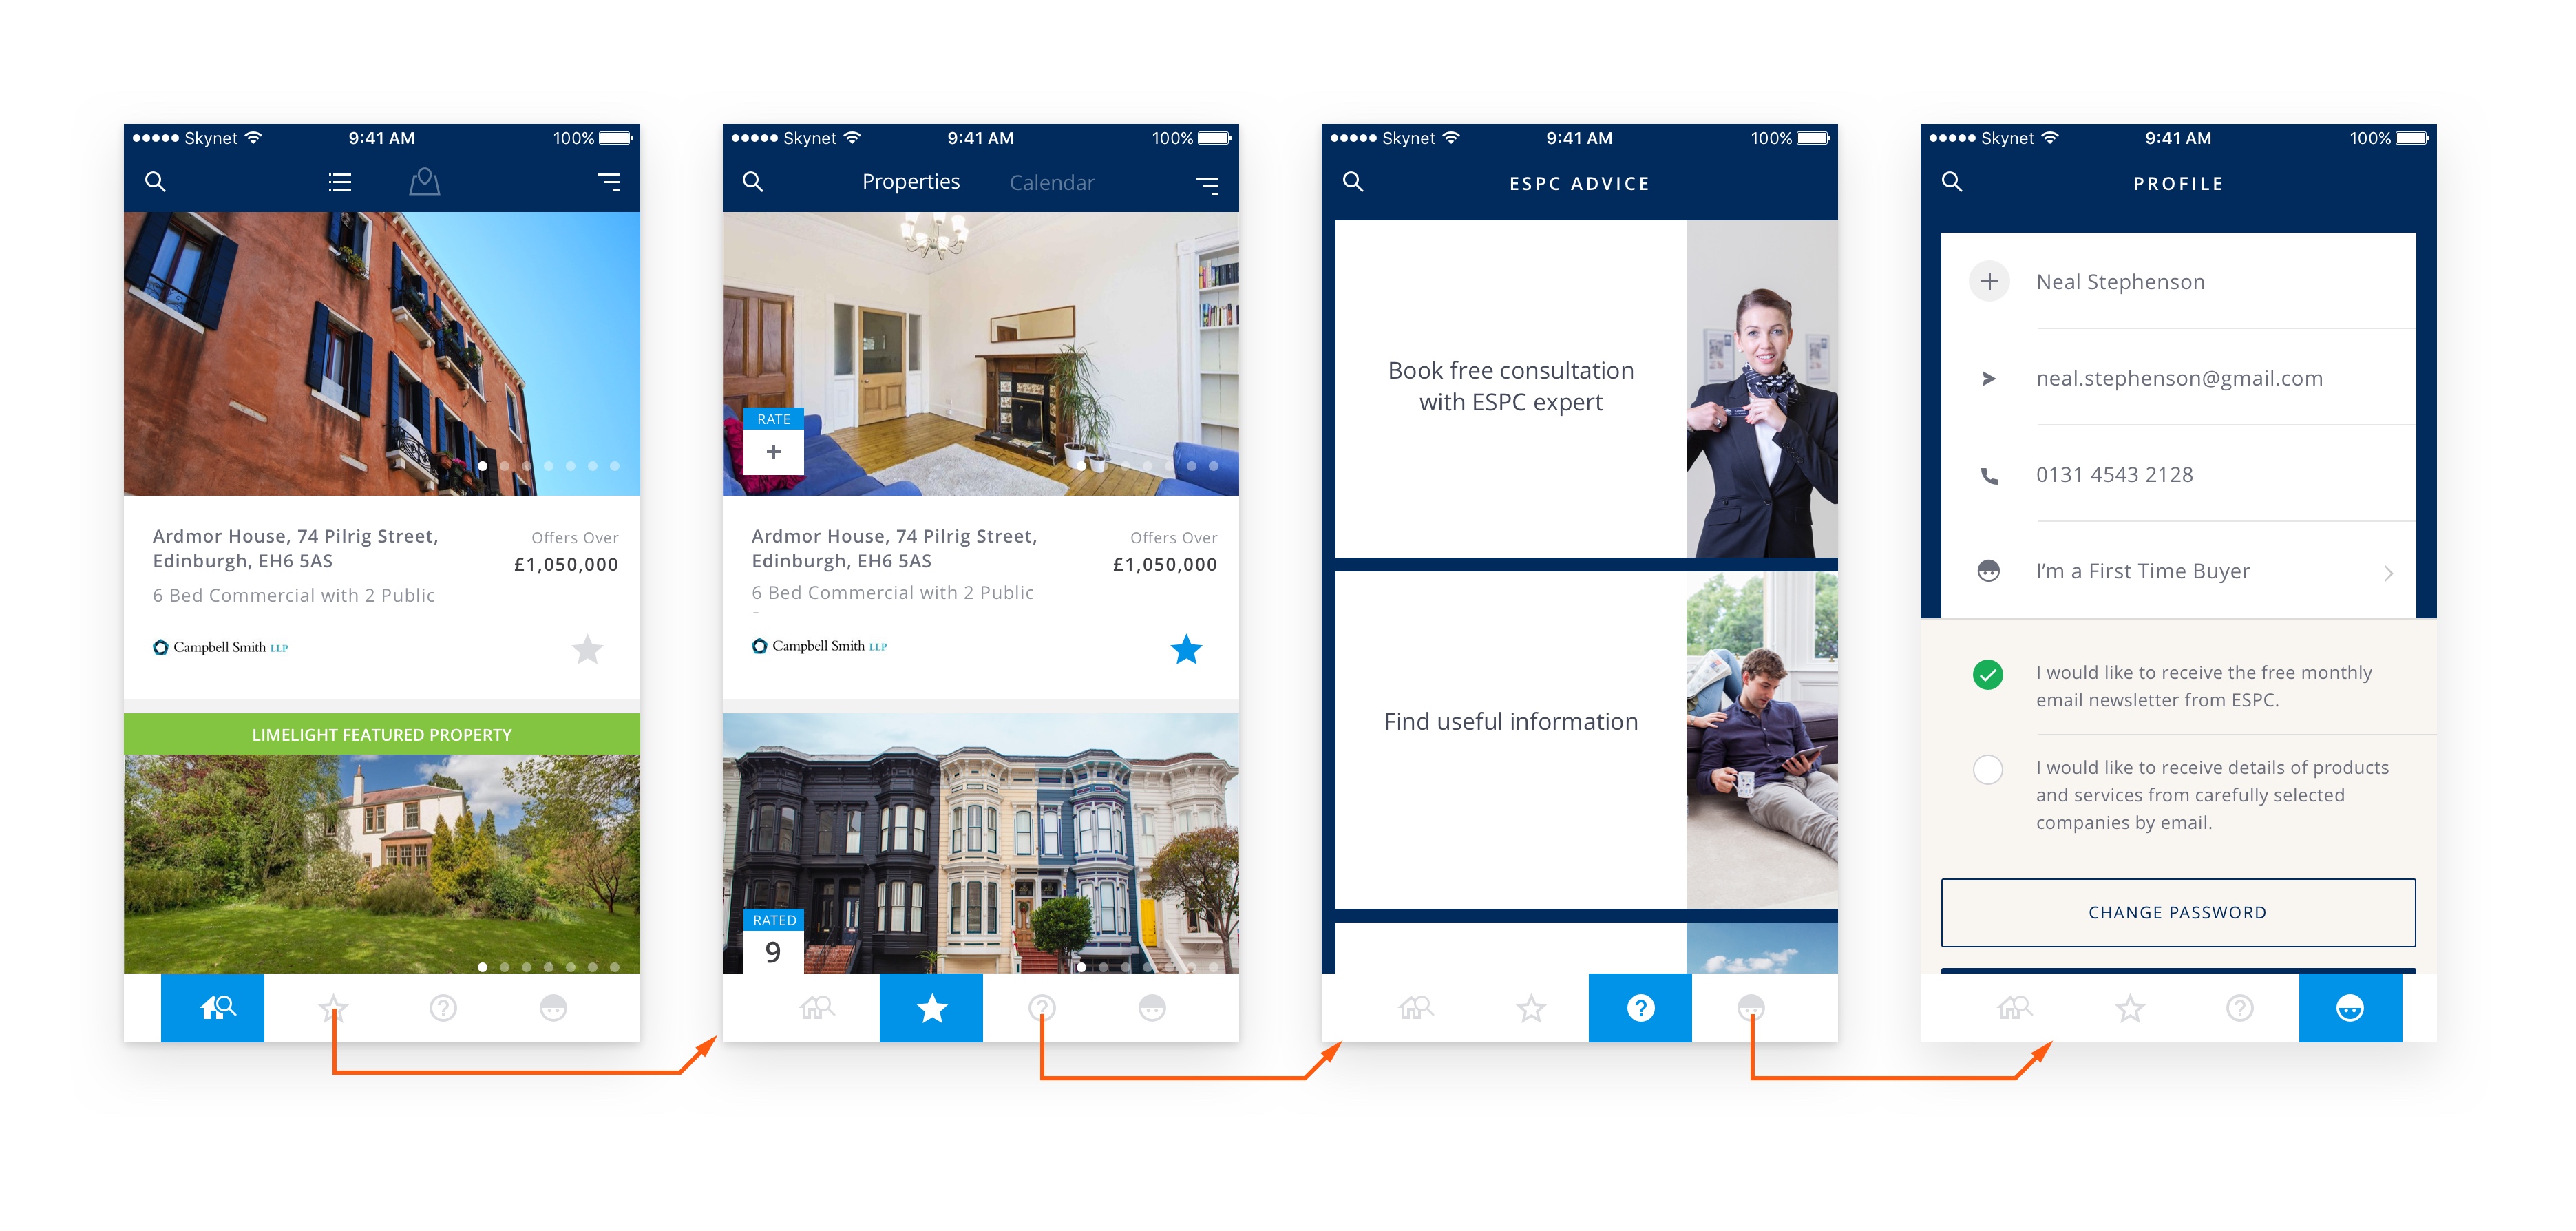 Skynet 9:41 AM 100%
Ardmor House, 74 Pilrig Street,
Edinburgh, EH6 5AS
Offers Over
£1,050,000
6 Bed Commercial with 2 Public
Campbell Smith LLP
LIMELIGHT FEATURED PROPERTY
Skynet 9:41 AM 100%
Properties Calendar
RATE
+
Ardmor House, 74 Pilrig Street,
Edinburgh, EH6 5AS
Offers Over
£1,050,000
6 Bed Commercial with 2 Public
Campbell Smith LLP
RATED
9
Skynet 9:41 AM 100%
ESPC ADVICE
Book free consultation
with ESPC expert
Find useful information
Skynet 9:41 AM 100%
PROFILE
Neal Stephenson
neal.stephenson@gmail.com
0131 4543 2128
I’m a First Time Buyer
I would like to receive the free monthly
email newsletter from ESPC.
I would like to receive details of products
and services from carefully selected
companies by email.
CHANGE PASSWORD